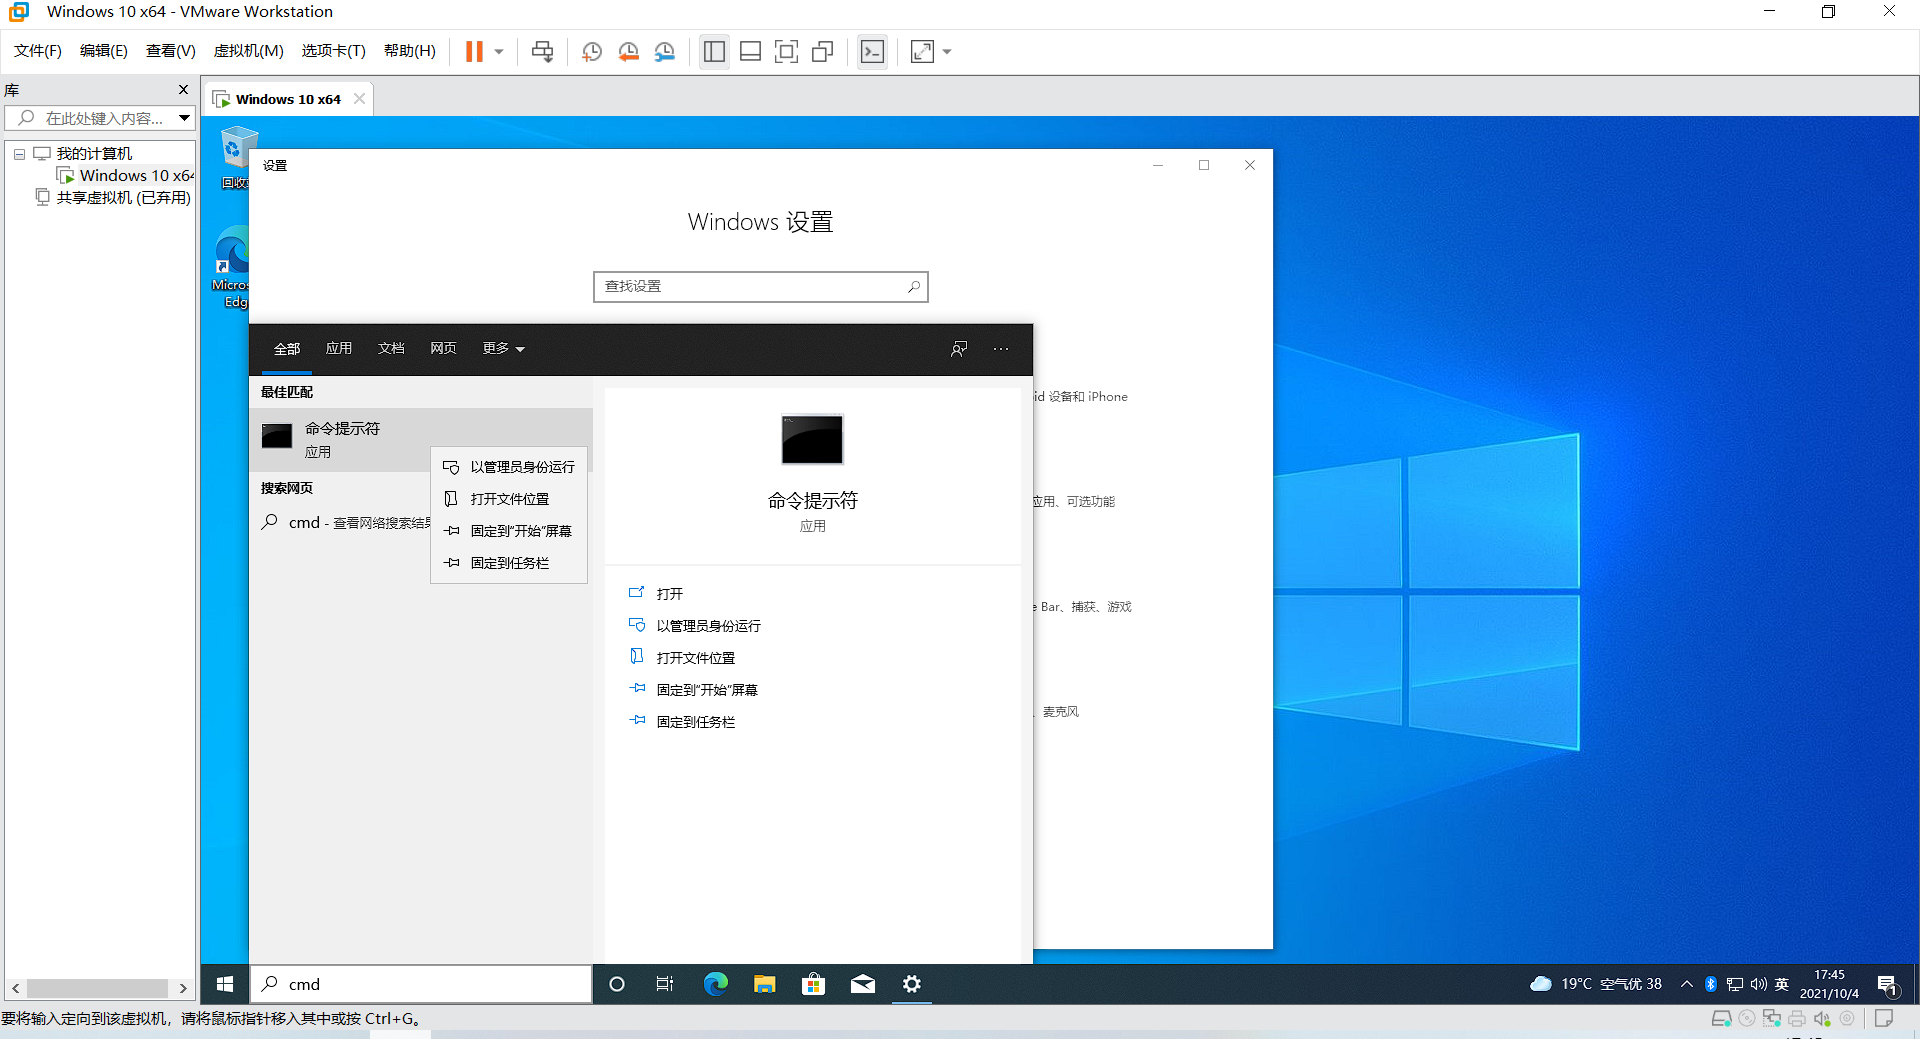 Windows 10 x64 - VMware Workstation
文件(F) 编辑(E) 查看(V) 虚拟机(M) 选项卡(T) 帮助(H)
库
在此处键入内容...
我的计算机
Windows 10 x64
共享虚拟机 (已弃用)
Windows 10 x64
回收
Micros
Edg
设置
Windows 设置
查找设置
id 设备和 iPhone
应用、可选功能
e Bar、捕获、游戏
、麦克风
全部 应用 文档 网页 更多
最佳匹配
命令提示符
应用
搜索网页
cmd - 查看网络搜索结果
以管理员身份运行
打开文件位置
固定到"开始"屏幕
固定到任务栏
命令提示符
应用
打开
以管理员身份运行
打开文件位置
固定到"开始"屏幕
固定到任务栏
cmd
19°C 空气优 38
英
17:45
2021/10/4
1
要将输入定向到该虚拟机，请将鼠标指针移入其中或按 Ctrl+G。